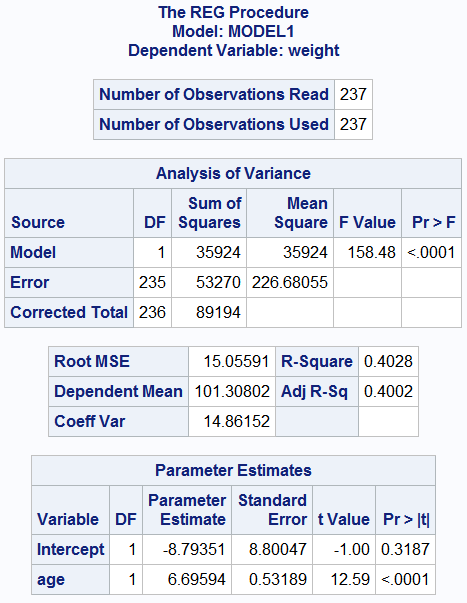 The REG Procedure
Model: MODEL1
Dependent Variable: weight
Number of Observations Read 237
Number of Observations Used 237
Analysis of Variance
Source DF Sum of Squares Mean Square F Value Pr > F
Model 1 35924 35924 158.48 <.0001
Error 235 53270 226.68055
Corrected Total 236 89194
Root MSE 15.05591 R-Square 0.4028
Dependent Mean 101.30802 Adj R-Sq 0.4002
Coeff Var 14.86152
Parameter Estimates
Variable DF Parameter Estimate Standard Error t Value Pr > |t|
Intercept 1 -8.79351 8.80047 -1.00 0.3187
age 1 6.69594 0.53189 12.59 <.0001